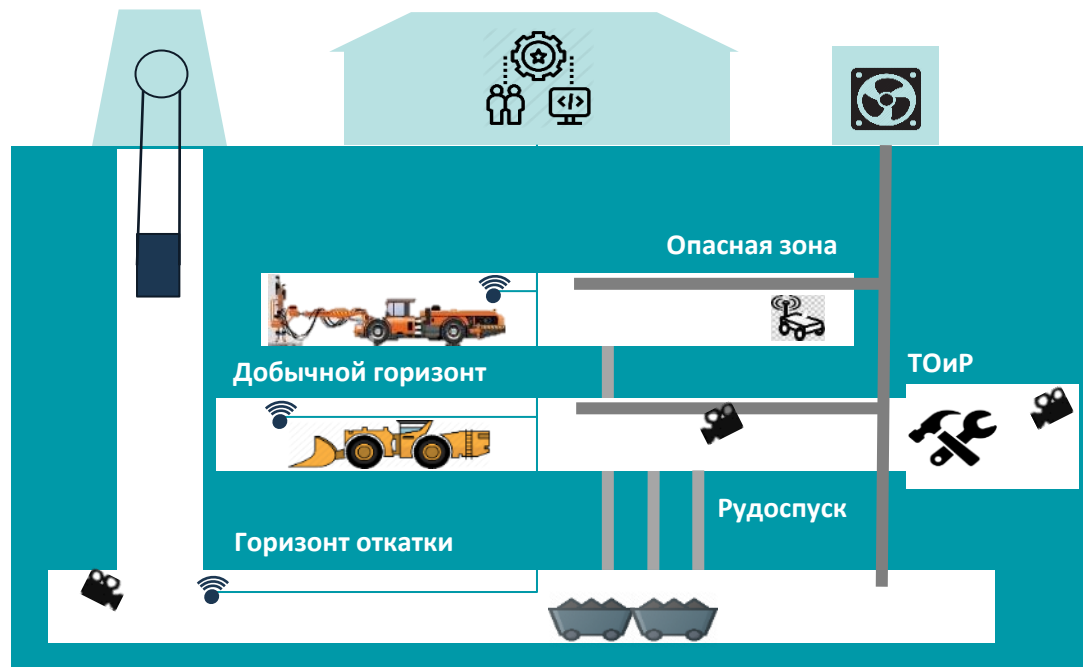 Опасная зона
Добычной горизонт
ТОиР
Рудоспуск
Горизонт откатки